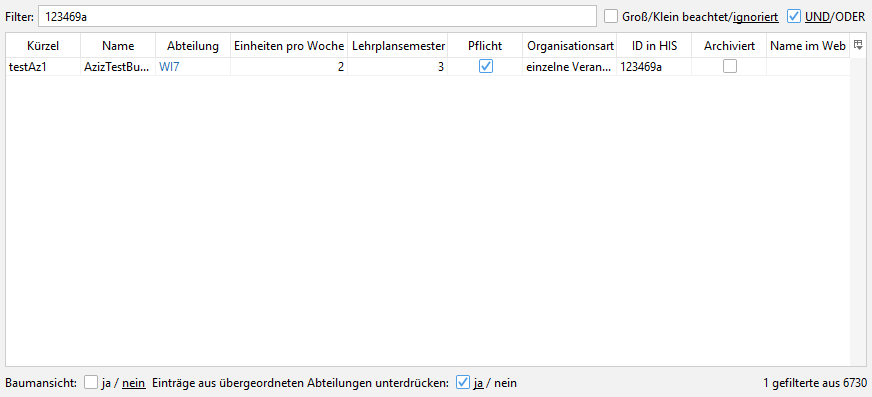 Filter: 123469a Groß/Klein beachtet/ignoriert UND/ODER
Kürzel Name Abteilung Einheiten pro Woche Lehrplansemester Pflicht Organisationsart ID in HIS Archiviert Name im Web
testAz1 AzizTestBu... WI7 2 3 einzelne Veran... 123469a
Baumansicht: ja / nein Einträge aus übergeordneten Abteilungen unterdrücken: ja / nein 1 gefilterte aus 6730